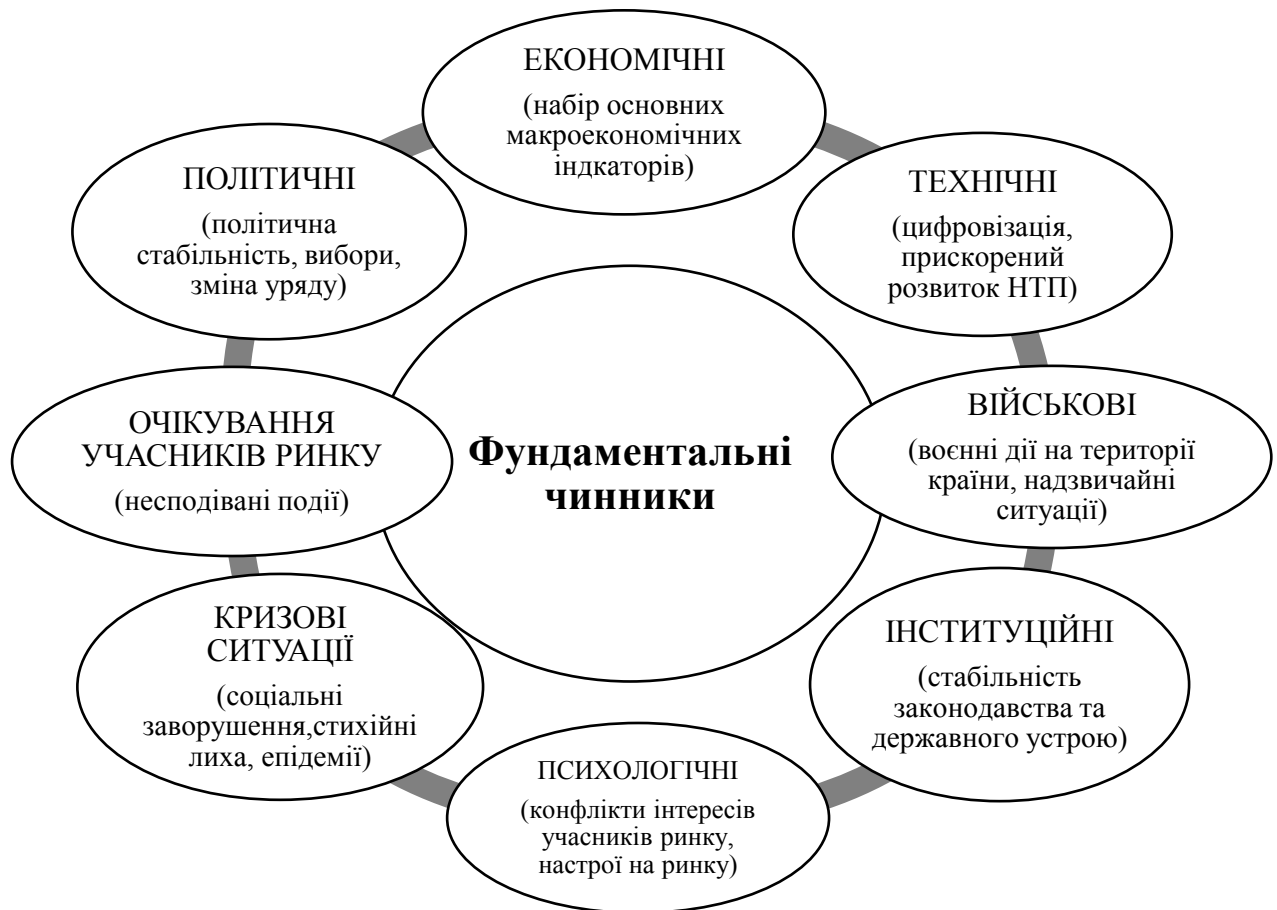 ЕКОНОМІЧНІ
(набір основних
макроекономічних
індкаторів)
ТЕХНІЧНІ
(цифровізація,
прискорений
розвиток НТП)
ВІЙСЬКОВІ
(воєнні дії на території
країни, надзвичайні
ситуації)
ІНСТИТУЦІЙНІ
(стабільність
законодавства та
державного устрою)
ПСИХОЛОГІЧНІ
(конфлікти інтересів
учасників ринку,
настрої на ринку)
КРИЗОВІ
СИТУАЦІЇ
(соціальні
заворушення,стихійні
лиха, епідемії)
ОЧІКУВАННЯ
УЧАСНИКІВ РИНКУ
(несподівані події)
ПОЛІТИЧНІ
(політична
стабільність, вибори,
зміна уряду)
Фундаментальні
чинники